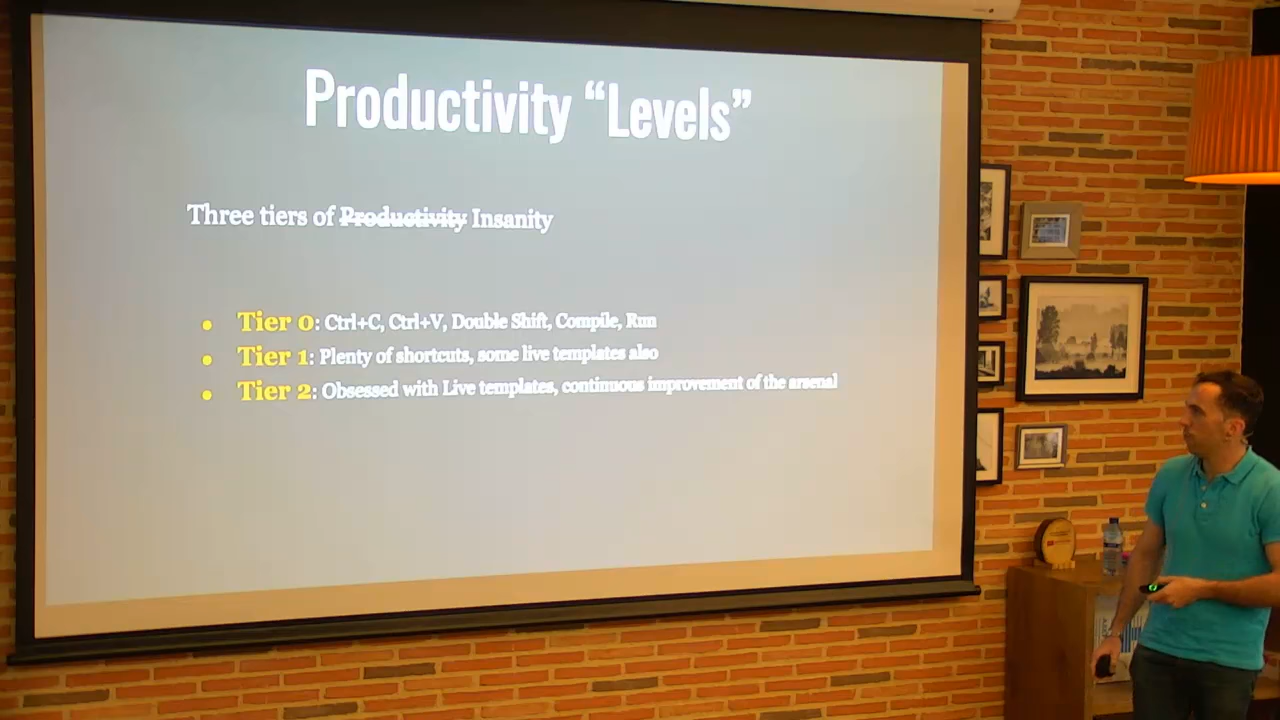 Productivity “Levels”
Three tiers of Productivity Insanity
• Tier 0: Ctrl+C, Ctrl+V, Double Shift, Compile, Run
• Tier 1: Plenty of shortcuts, some live templates also
• Tier 2: Obsessed with Live templates, continuous improvement of the arsenal